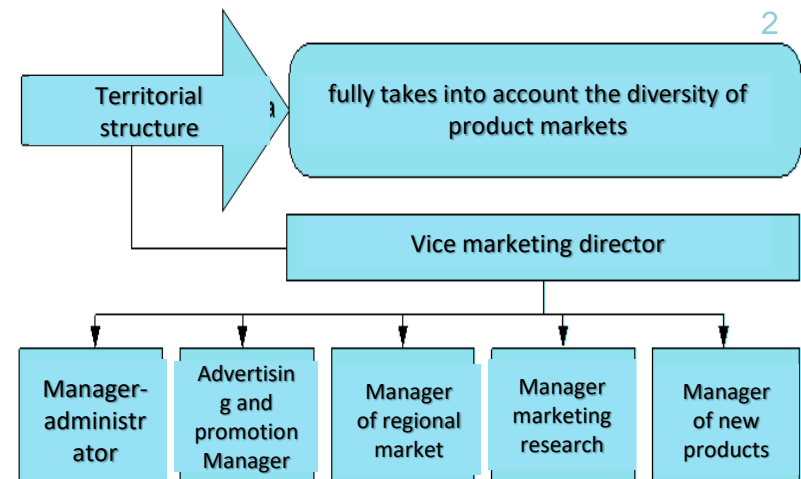 2
Territorial
structure
a
fully takes into account the diversity of
product markets
Vice marketing director
Manager-
administr
ator
Advertisin
g and
promotion
Manager
Manager
of regional
market
Manager
marketing
research
Manager
of new
products